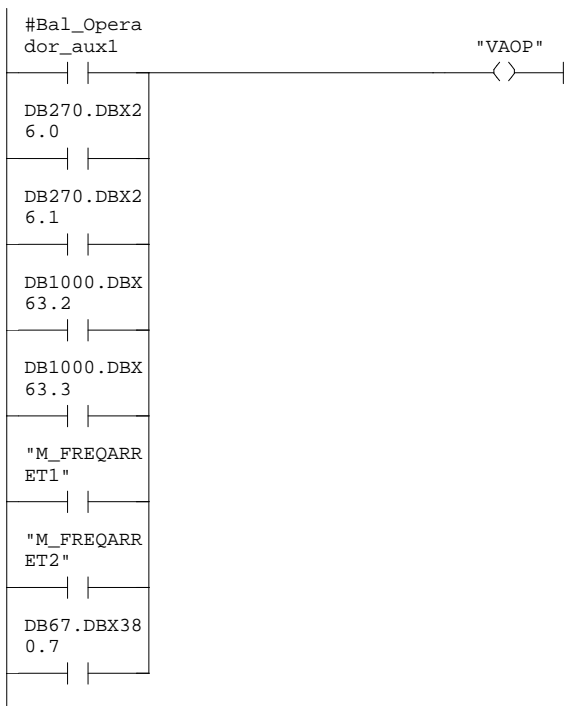 #Bal_Opera
dor_aux1
"VAOP"
DB270.DBX2
6.0
DB270.DBX2
6.1
DB1000.DBX
63.2
DB1000.DBX
63.3
"M_FREQARR
ET1"
"M_FREQARR
ET2"
DB67.DBX38
0.7